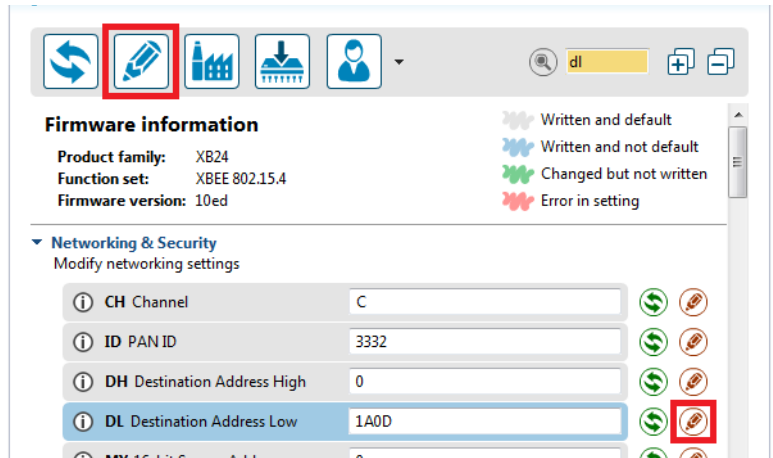 dl
Firmware information
Written and default
Product family: XB24
Written and not default
Function set: XBEE 802.15.4
Changed but not written
Firmware version: 10ed
Error in setting
Networking & Security
Modify networking settings
CH Channel C
ID PAN ID 3332
DH Destination Address High 0
DL Destination Address Low 1A0D